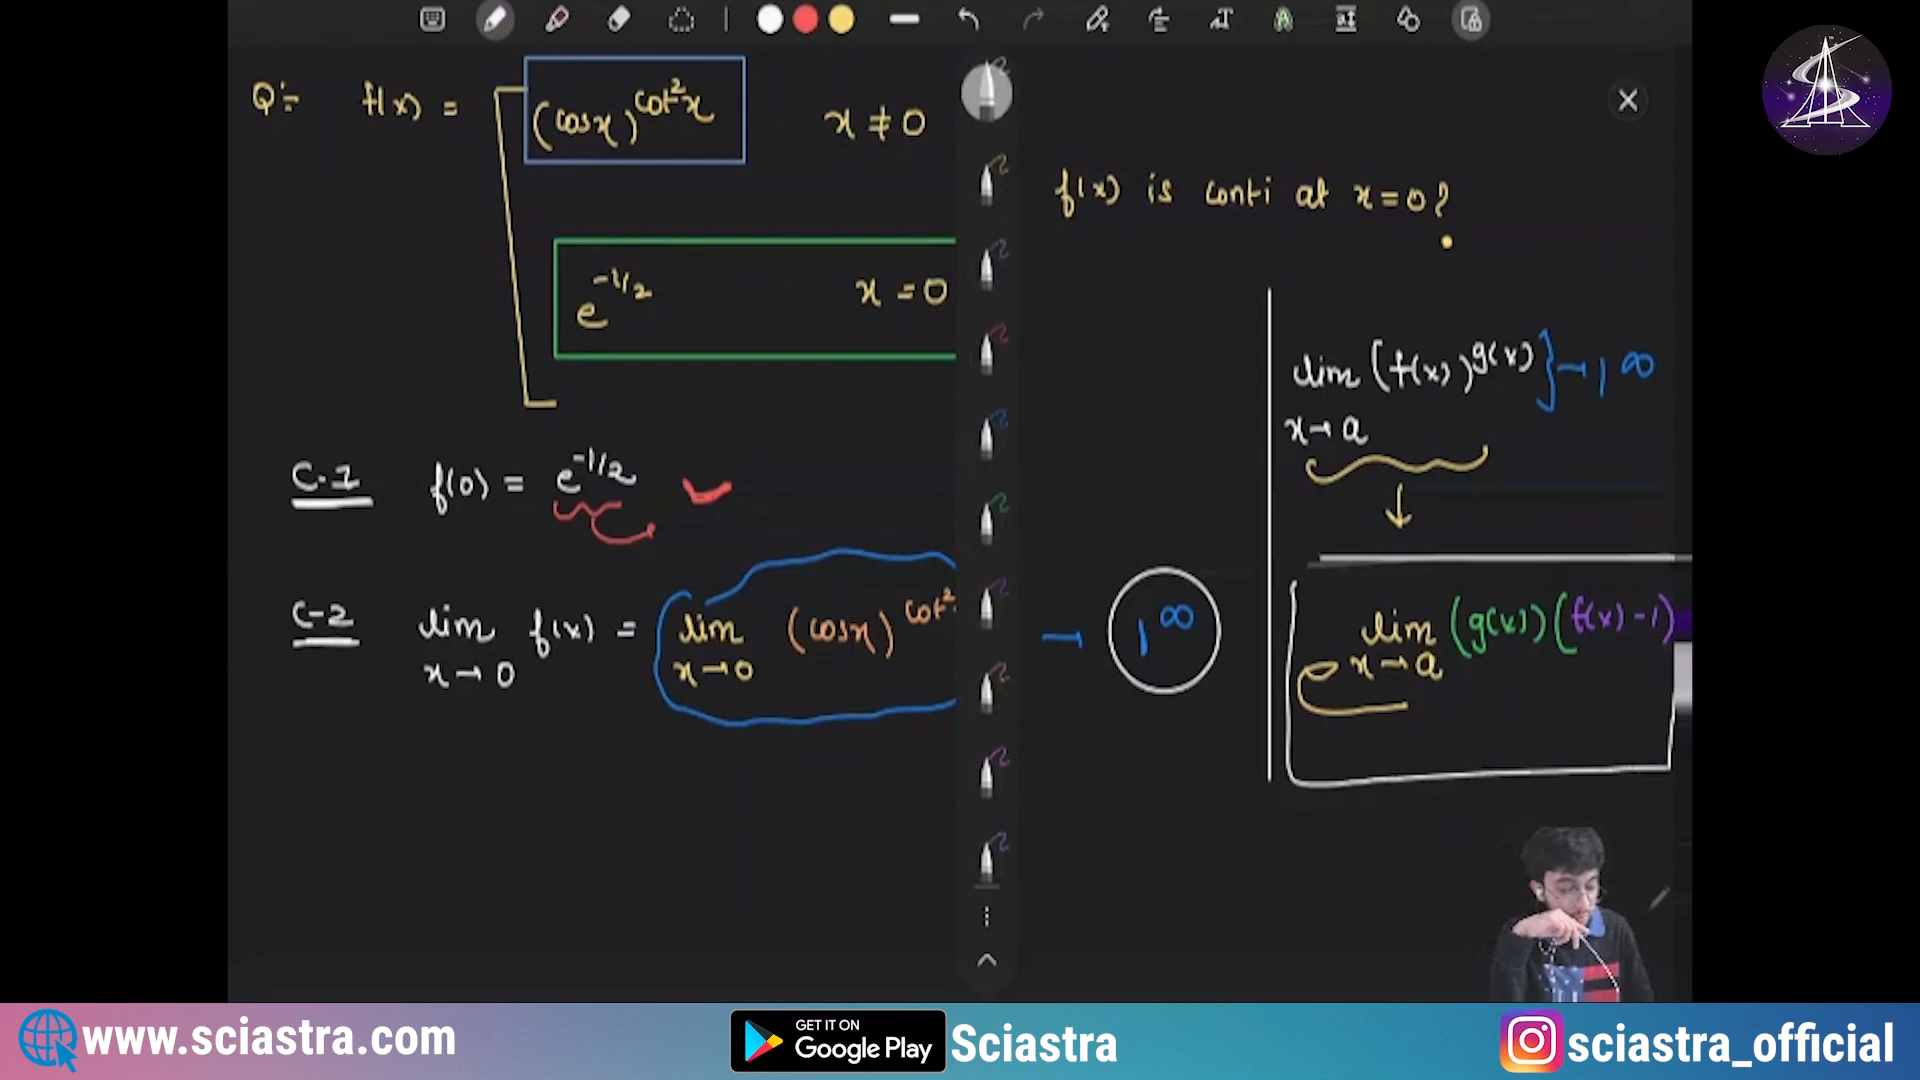 Q:- f(x) = (cosx)^cot²x x ≠ 0
e^-1/2 x = 0
f(x) is conti at x=0?
C-1 f(0) = e^-1/2
C-2 lim x→0 f(x) = lim x→0 (cosx)^cot² → 1^∞
lim x→a (f(x))^g(x) } → 1^∞
↓
e^lim x→a (g(x))(f(x)-1)
www.sciastra.com
GET IT ON
Google Play
Sciastra
sciastra_official